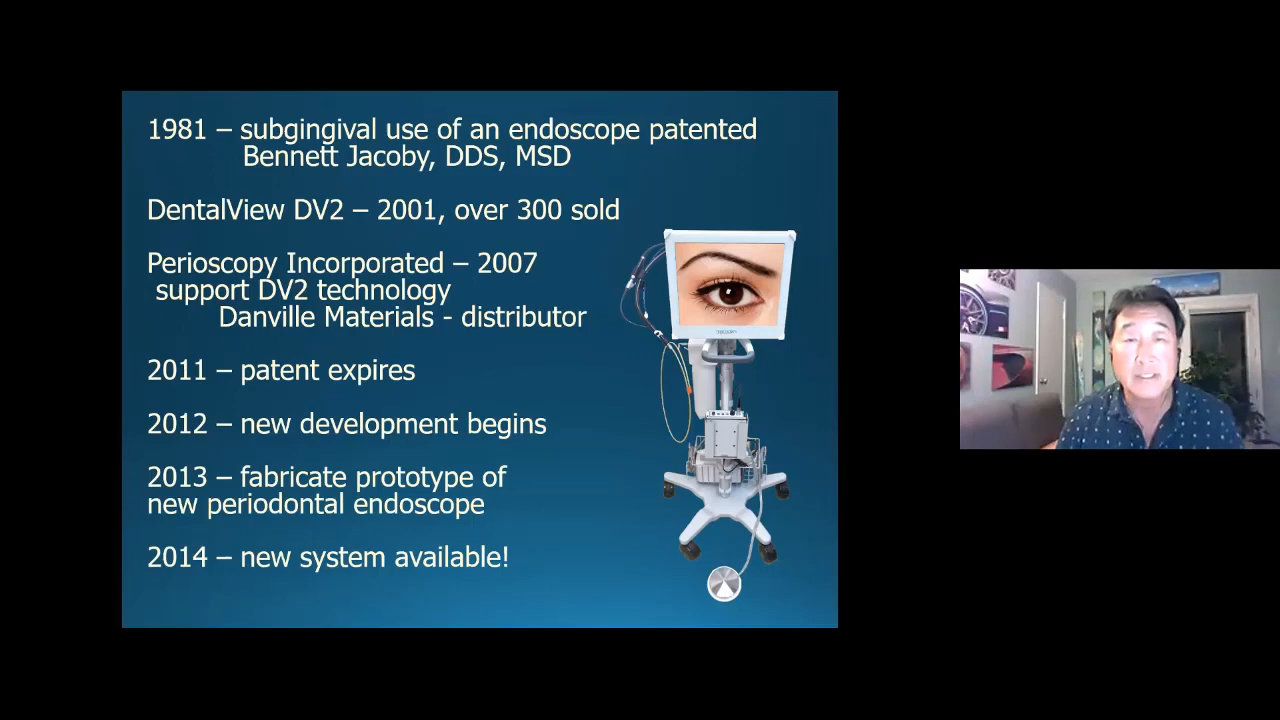 1981 – subgingival use of an endoscope patented
Bennett Jacoby, DDS, MSD
DentalView DV2 – 2001, over 300 sold
Perioscopy Incorporated – 2007
support DV2 technology
Danville Materials - distributor
2011 – patent expires
2012 – new development begins
2013 – fabricate prototype of
new periodontal endoscope
2014 – new system available!